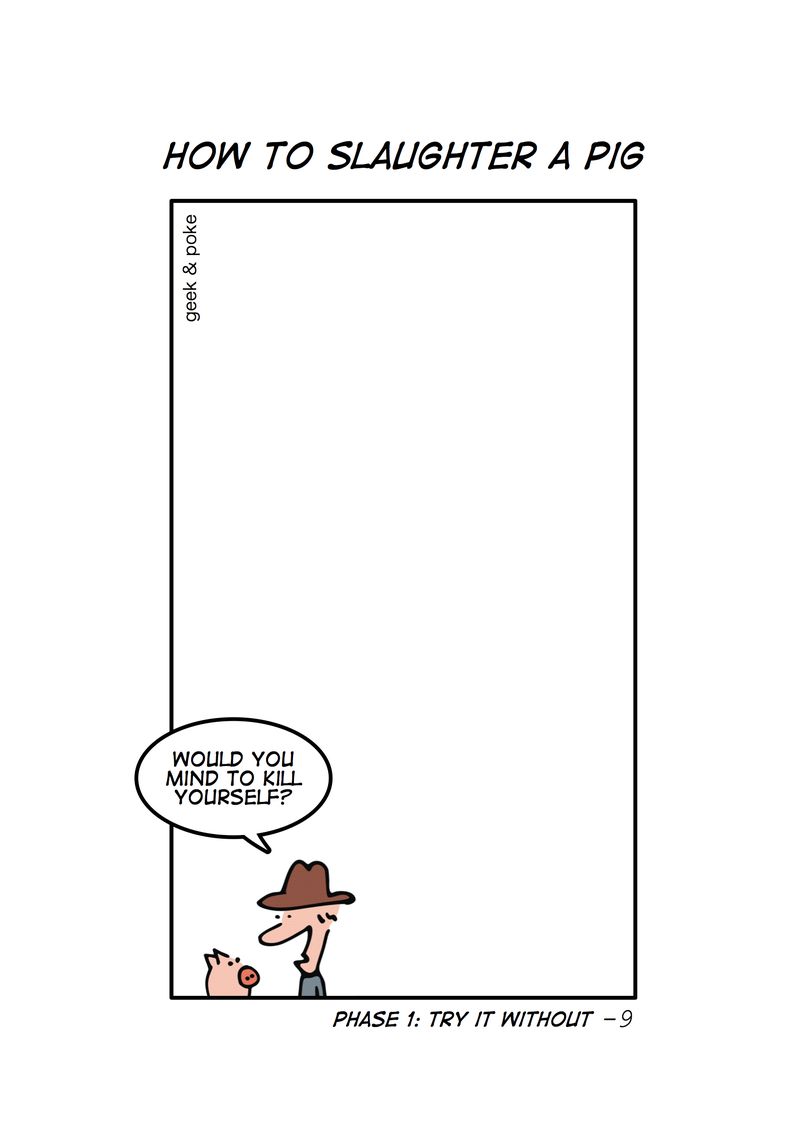 HOW TO SLAUGHTER A PIG
geek & poke
WOULD YOU
MIND TO KILL
YOURSELF?
PHASE 1: TRY IT WITHOUT -9